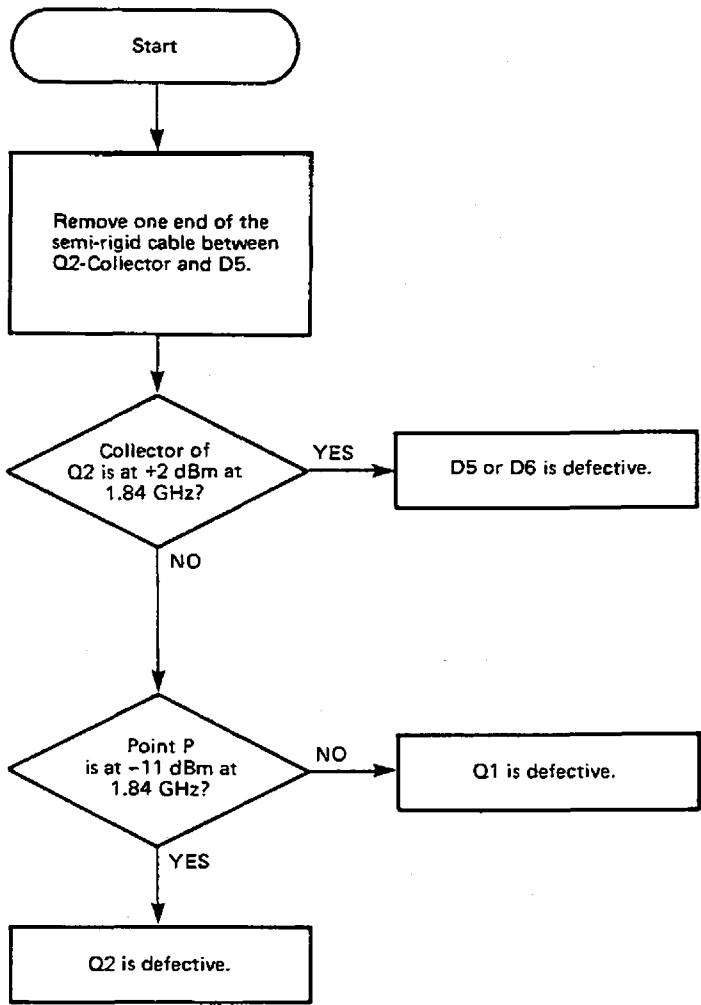 Start
Remove one end of the
semi-rigid cable between
Q2-Collector and D5.
Collector of
Q2 is at +2 dBm at
1.84 GHz?
YES
D5 or D6 is defective.
NO
Point P
is at -11 dBm at
1.84 GHz?
NO
Q1 is defective.
YES
Q2 is defective.